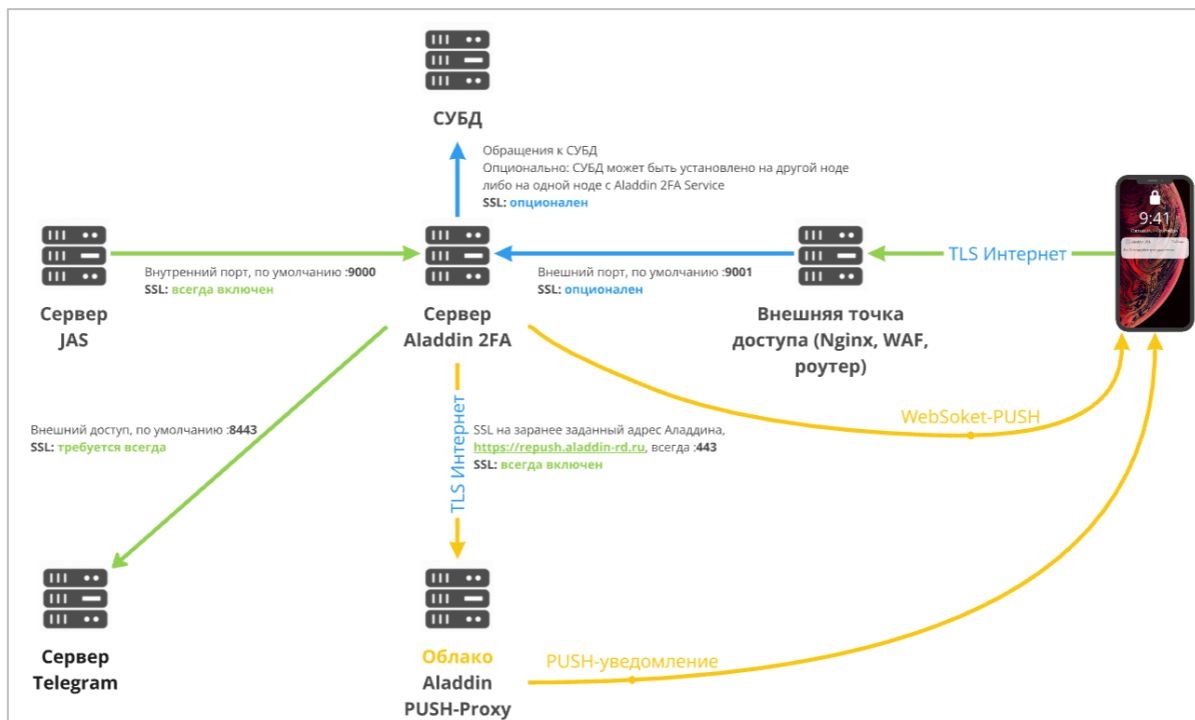 СУБД
Обращения к СУБД
Опционально: СУБД может быть установлено на другой ноде
либо на одной ноде с Aladdin 2FA Service
SSL: опционален
9:41
TLS Интернет
Внутренний порт, по умолчанию :9000
SSL: всегда включен
Внешний порт, по умолчанию :9001
SSL: опционален
Сервер
JAS
Сервер
Aladdin 2FA
Внешняя точка
доступа (Nginx, WAF,
роутер)
WebSoket-PUSH
Внешний доступ, по умолчанию :8443
SSL: требуется всегда
TLS Интернет
SSL на заранее заданный адрес Аладдина,
https://repush.aladdin-rd.ru, всегда :443
SSL: всегда включен
Сервер
Telegram
Облако
Aladdin
PUSH-Proxy
PUSH-уведомление